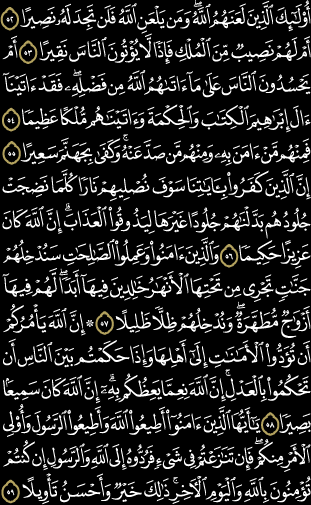 أُوْلَٰٓئِكَ ٱلَّذِينَ لَعَنَهُمُ ٱللَّهُۖ وَمَن يَلْعَنِ ٱللَّهُ فَلَن تَجِدَ لَهُۥ نَصِيرًا ٥٢
أَمْ لَهُمْ نَصِيبٌ مِّنَ ٱلْمُلْكِ فَإِذًا لَّا يُؤْتُونَ ٱلنَّاسَ نَقِيرًا ٥٣ أَمْ
يَحْسُدُونَ ٱلنَّاسَ عَلَىٰ مَآ ءَاتَىٰهُمُ ٱللَّهُ مِن فَضْلِهِۦۖ فَقَدْ ءَاتَيْنَآ
ءَالَ إِبْرَٰهِيمَ ٱلْكِتَٰبَ وَٱلْحِكْمَةَ وَءَاتَيْنَٰهُم مُّلْكًا عَظِيمًا ٥٤
فَمِنْهُم مَّنْ ءَامَنَ بِهِۦ وَمِنْهُم مَّن صَدَّ عَنْهُۚ وَكَفَىٰ بِجَهَنَّمَ سَعِيرًا ٥٥
إِنَّ ٱلَّذِينَ كَفَرُواْ بِـَٔايَٰتِنَا سَوْفَ نُصْلِيهِمْ نَارًا كُلَّمَا نَضِجَتْ
جُلُودُهُم بَدَّلْنَٰهُمْ جُلُودًا غَيْرَهَا لِيَذُوقُواْ ٱلْعَذَابَۗ إِنَّ ٱللَّهَ كَانَ
عَزِيزًا حَكِيمًا ٥٦ وَٱلَّذِينَ ءَامَنُواْ وَعَمِلُواْ ٱلصَّٰلِحَٰتِ سَنُدْخِلُهُمْ
جَنَّٰتٍ تَجْرِي مِن تَحْتِهَا ٱلْأَنْهَٰرُ خَٰلِدِينَ فِيهَآ أَبَدًاۖ لَّهُمْ فِيهَآ
أَزْوَٰجٌ مُّطَهَّرَةٌۖ وَنُدْخِلُهُمْ ظِلًّا ظَلِيلًا ٥٧ ۞ إِنَّ ٱللَّهَ يَأْمُرُكُمْ
أَن تُؤَدُّواْ ٱلْأَمَٰنَٰتِ إِلَىٰٓ أَهْلِهَا وَإِذَا حَكَمْتُم بَيْنَ ٱلنَّاسِ أَن
تَحْكُمُواْ بِٱلْعَدْلِۚ إِنَّ ٱللَّهَ نِعِمَّا يَعِظُكُم بِهِۦٓۗ إِنَّ ٱللَّهَ كَانَ سَمِيعًۢا
بَصِيرًا ٥٨ يَٰٓأَيُّهَا ٱلَّذِينَ ءَامَنُوٓاْ أَطِيعُواْ ٱللَّهَ وَأَطِيعُواْ ٱلرَّسُولَ وَأُوْلِي
ٱلْأَمْرِ مِنكُمْۖ فَإِن تَنَٰزَعْتُمْ فِي شَيْءٍ فَرُدُّوهُ إِلَى ٱللَّهِ وَٱلرَّسُولِ إِن كُنتُمْ
تُؤْمِنُونَ بِٱللَّهِ وَٱلْيَوْمِ ٱلْأٓخِرِۚ ذَٰلِكَ خَيْرٌ وَأَحْسَنُ تَأْوِيلًا ٥٩